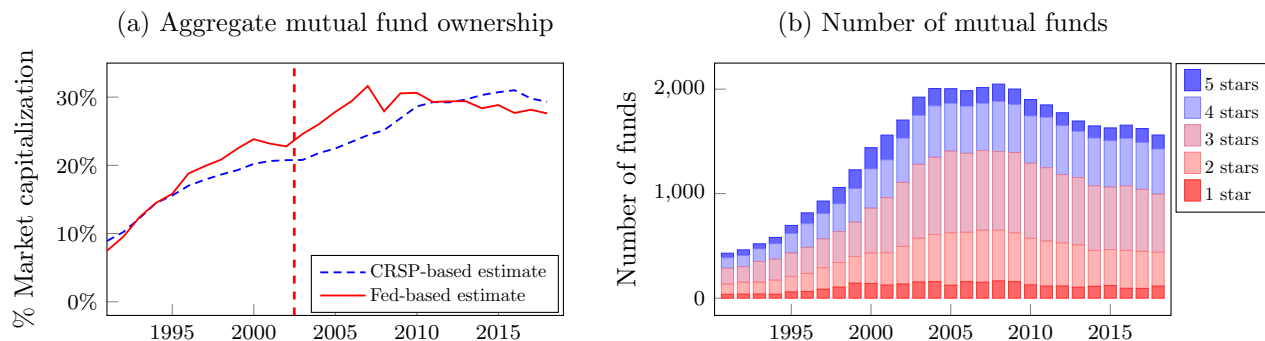 (a) Aggregate mutual fund ownership
% Market capitalization
30%
20%
10%
0%
1995 2000 2005 2010 2015
CRSP-based estimate
Fed-based estimate
(b) Number of mutual funds
Number of funds
2,000
1,000
0
1995 2000 2005 2010 2015
5 stars
4 stars
3 stars
2 stars
1 star